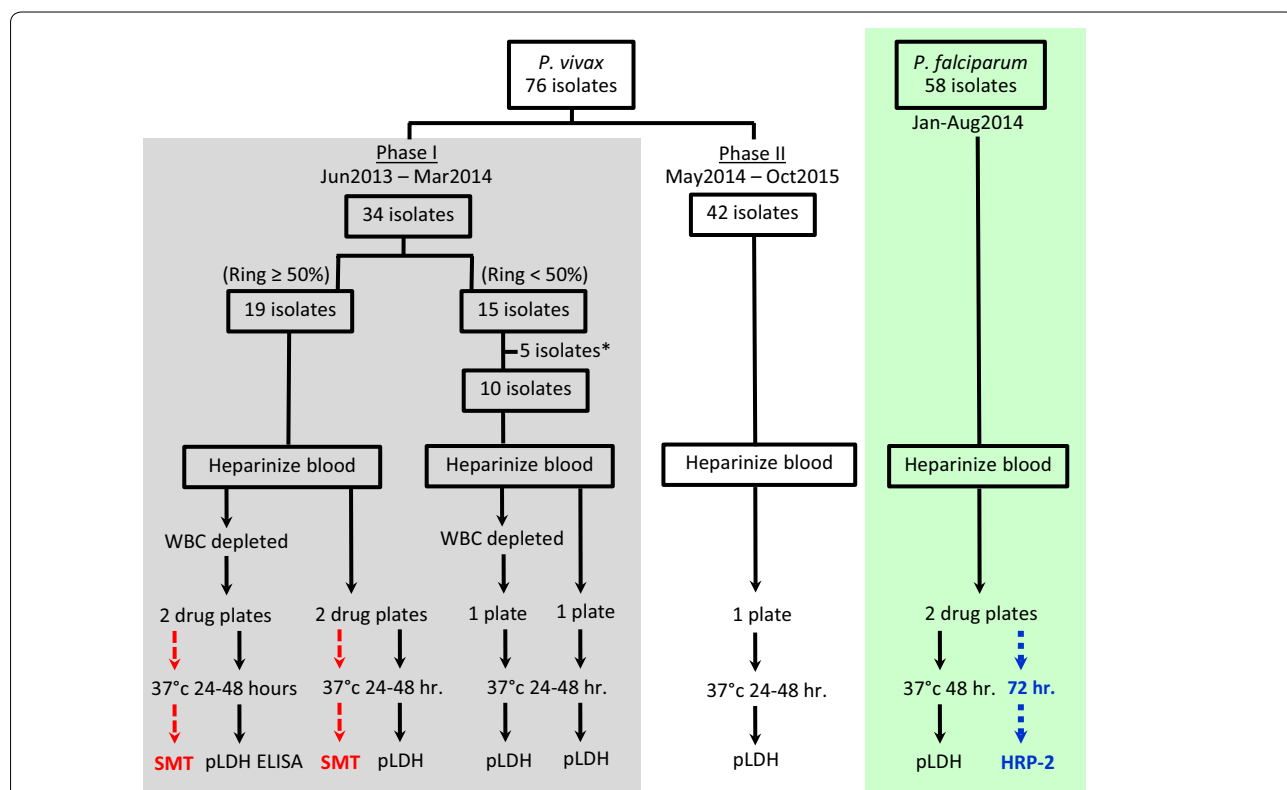 P. vivax
76 isolates
P. falciparum
58 isolates
Jan-Aug2014
Phase I
Jun2013 – Mar2014
Phase II
May2014 – Oct2015
34 isolates
42 isolates
(Ring ≥ 50%)
(Ring < 50%)
19 isolates
15 isolates
5 isolates*
10 isolates
Heparinize blood
Heparinize blood
Heparinize blood
Heparinize blood
WBC depleted
WBC depleted
2 drug plates
2 drug plates
1 plate
1 plate
1 plate
2 drug plates
37°c 24-48 hours
37°c 24-48 hr.
37°c 24-48 hr.
37°c 24-48 hr.
37°c 48 hr.
72 hr.
SMT
pLDH ELISA
SMT
pLDH
pLDH
pLDH
pLDH
pLDH
HRP-2